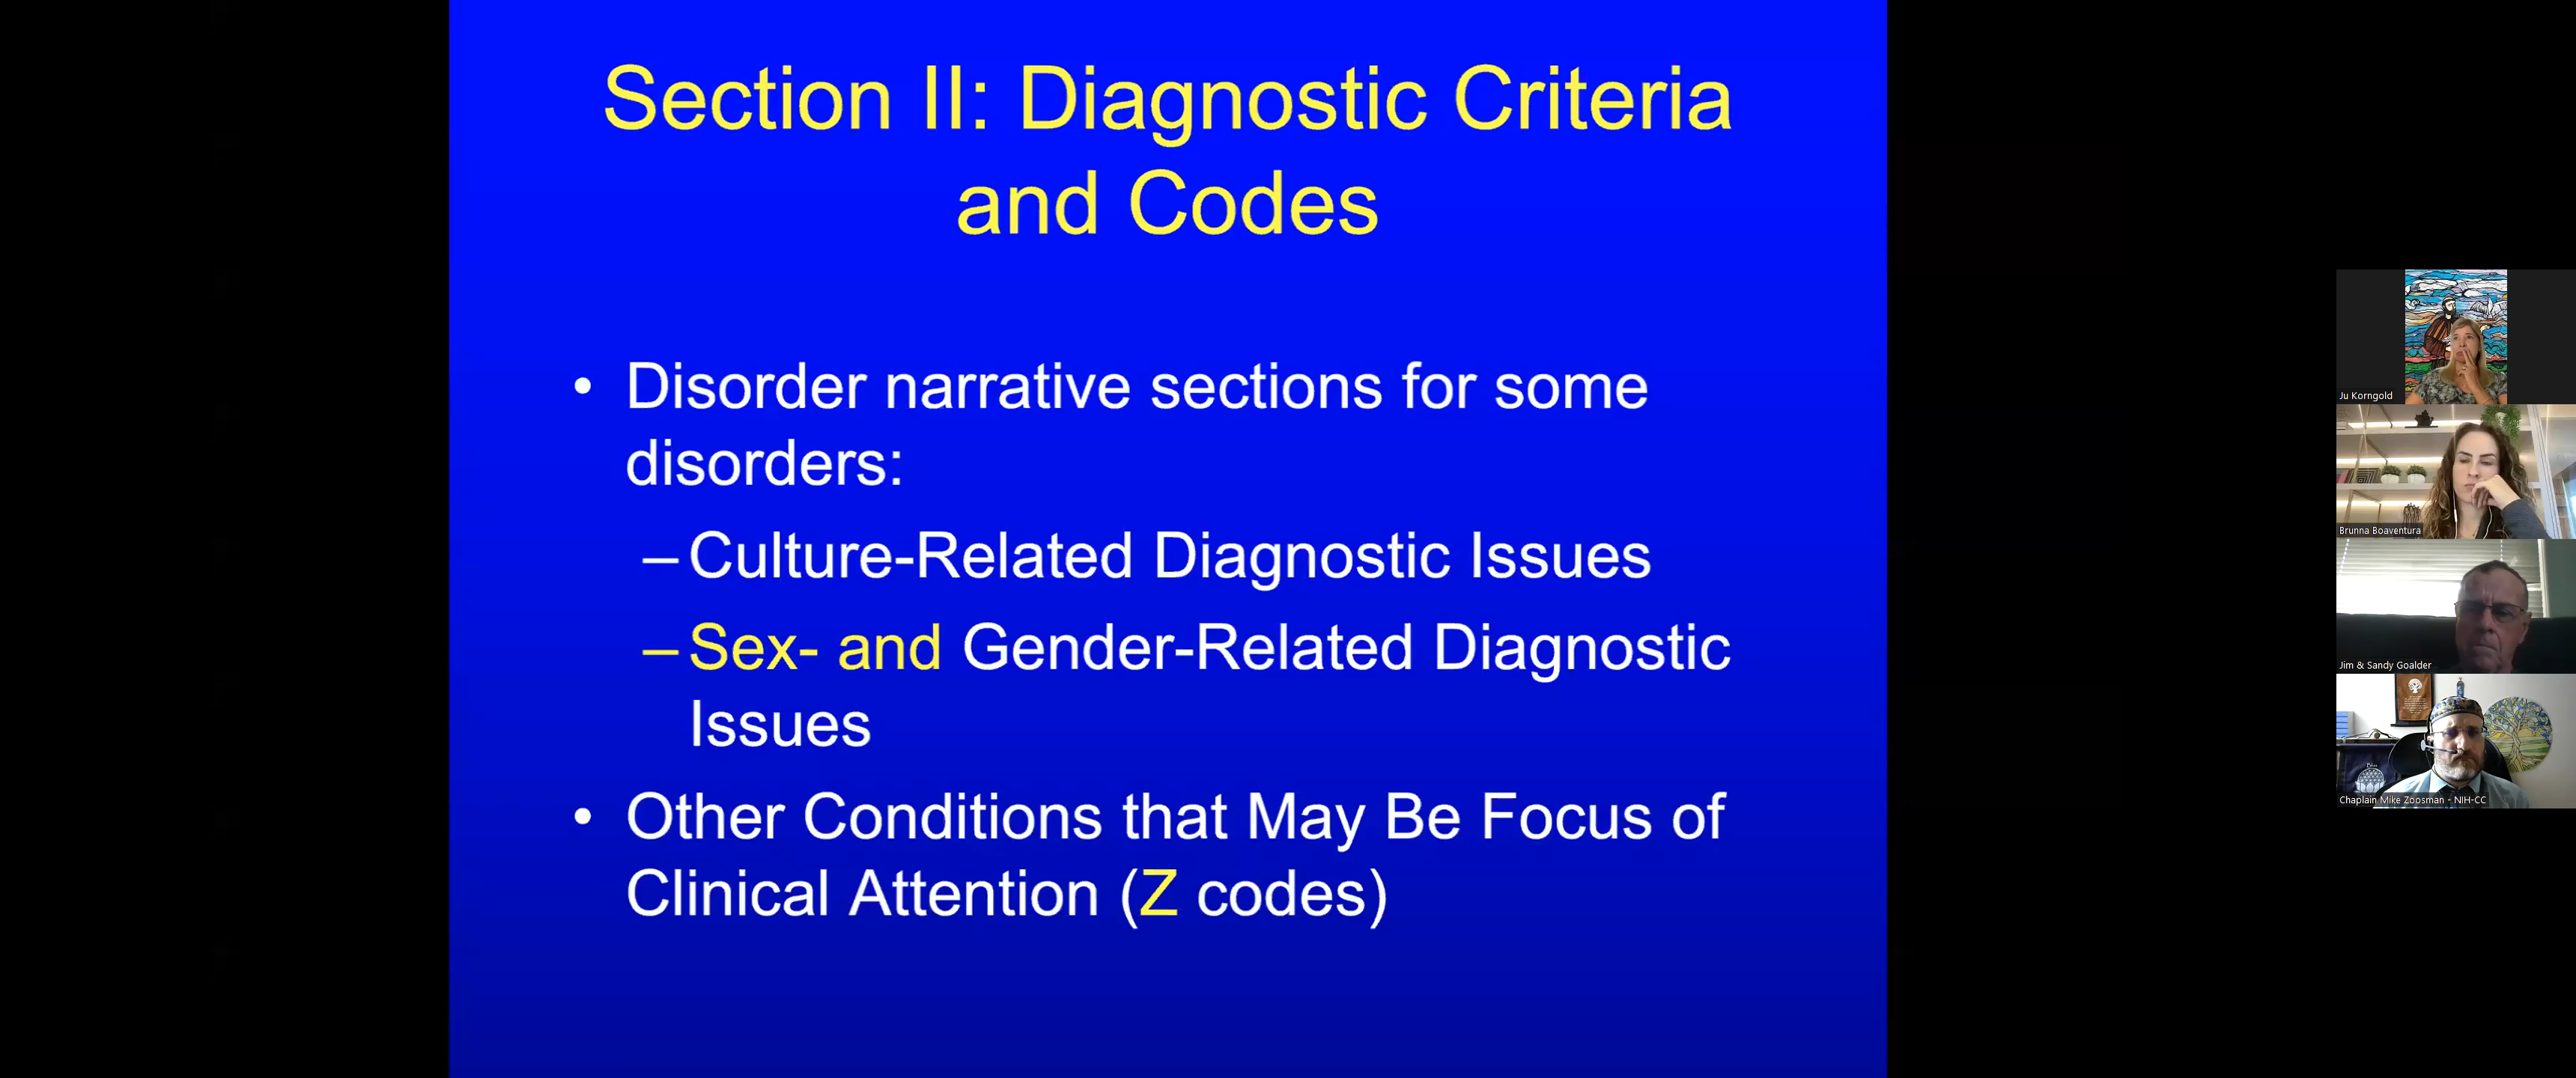 Section II: Diagnostic Criteria
and Codes
• Disorder narrative sections for some
disorders:
– Culture-Related Diagnostic Issues
– Sex- and Gender-Related Diagnostic
Issues
• Other Conditions that May Be Focus of
Clinical Attention (Z codes)
Ju Korngold
Brunna Boaventura
Jim & Sandy Goalder
Chaplain Mike Zoosman - NIH-CC